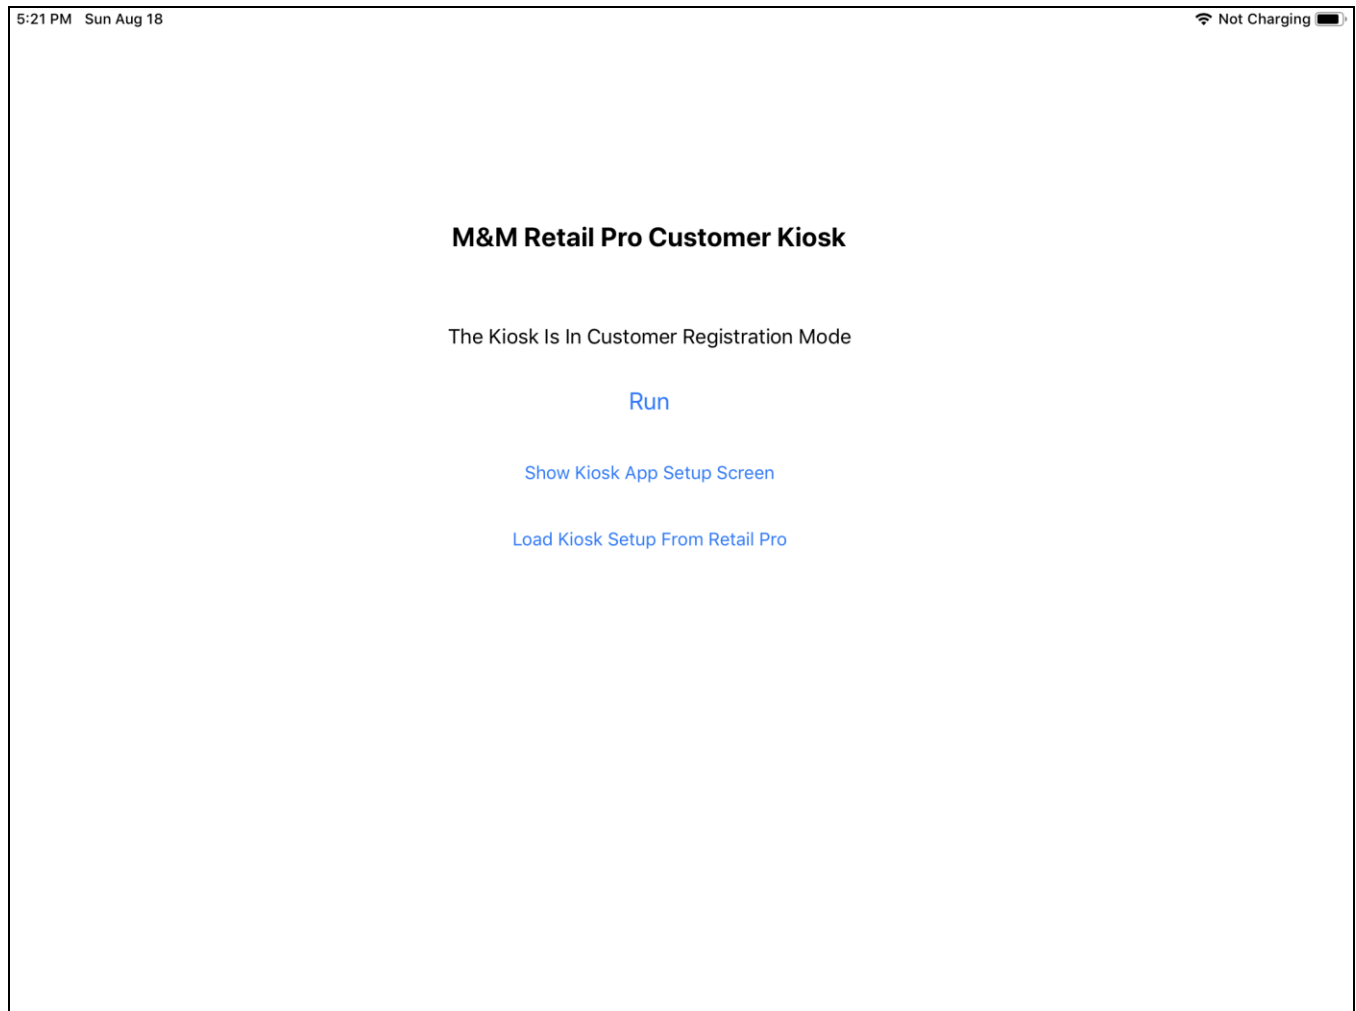 5:21 PM Sun Aug 18 Not Charging
M&M Retail Pro Customer Kiosk
The Kiosk Is In Customer Registration Mode
Run
Show Kiosk App Setup Screen
Load Kiosk Setup From Retail Pro